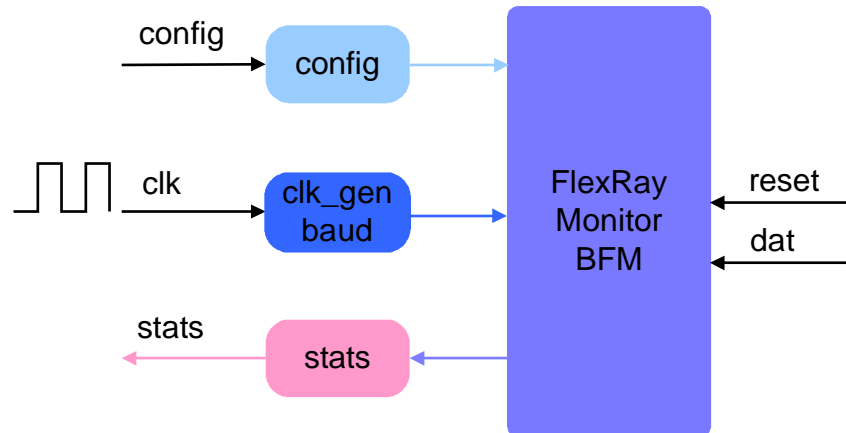 config
config
clk
clk_gen
baud
stats
stats
FlexRay
Monitor
BFM
reset
dat